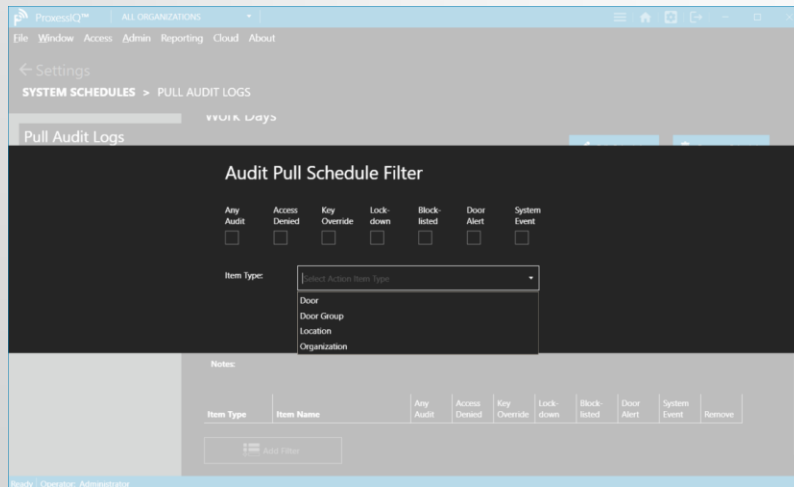 ProxessIQ™ ALL ORGANIZATIONS
File Window Access Admin Reporting Cloud About
Settings
SYSTEM SCHEDULES > PULL AUDIT LOGS
Work Days
Pull Audit Logs
Audit Pull Schedule Filter
Any Audit Access Denied Key Override Lock-down Block-listed Door Alert System Event
Item Type: Select Action Item Type
Door
Door Group
Location
Organization
Notes:
Item Type Item Name Any Audit Access Denied Key Override Lock-down Block-listed Door Alert System Event Remove
Add Filter
Ready Operator: Administrator